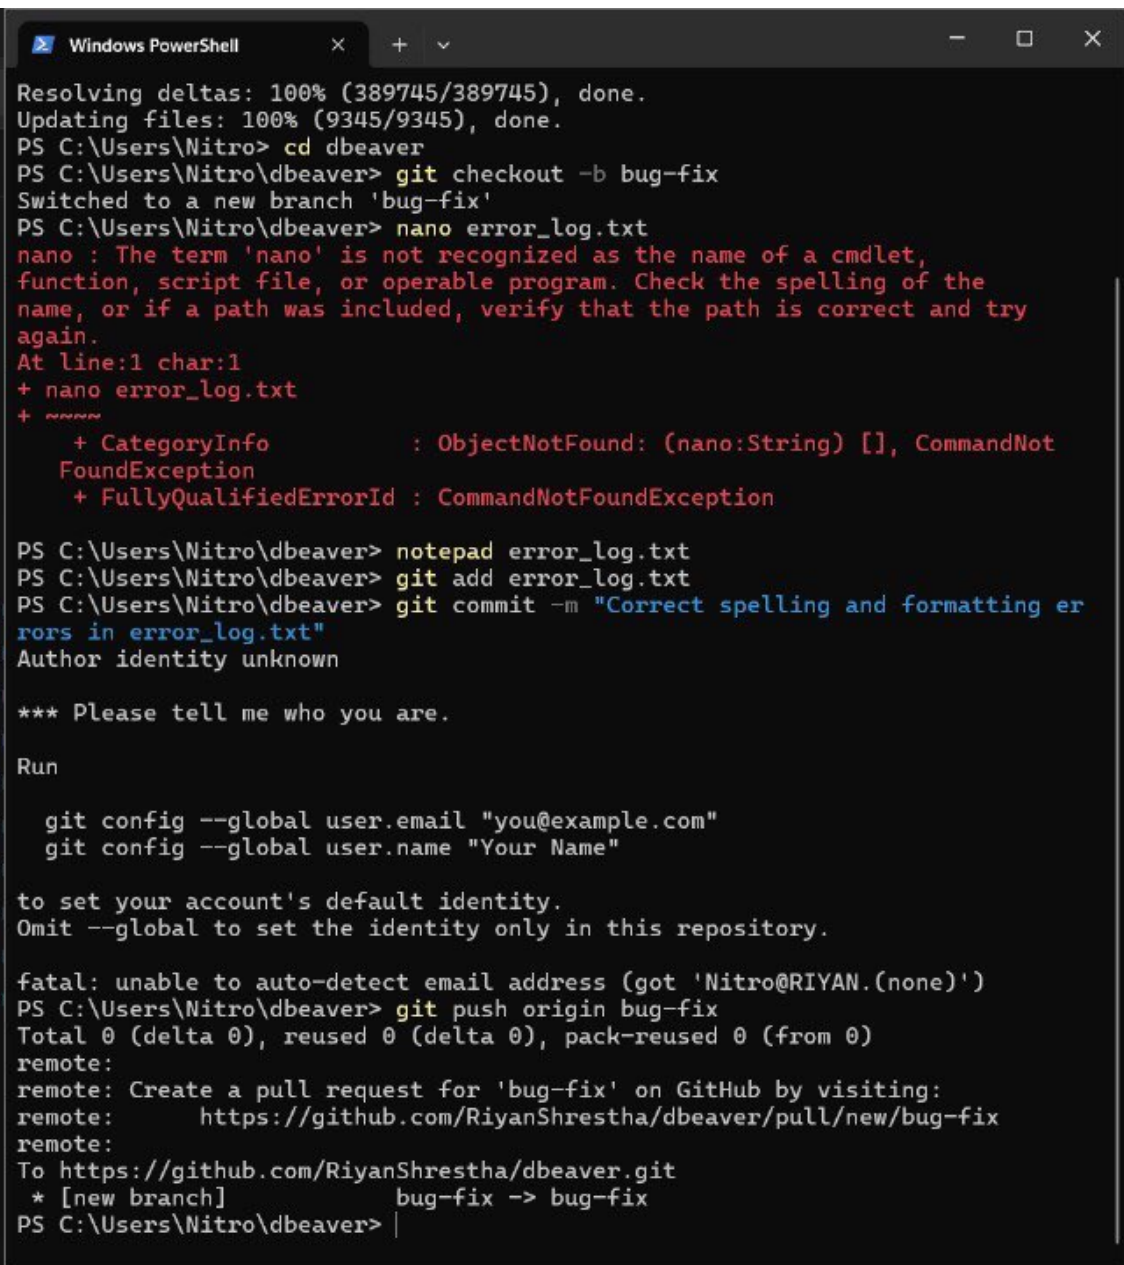 Windows PowerShell
Resolving deltas: 100% (389745/389745), done.
Updating files: 100% (9345/9345), done.
PS C:\Users\Nitro> cd dbeaver
PS C:\Users\Nitro\dbeaver> git checkout -b bug-fix
Switched to a new branch 'bug-fix'
PS C:\Users\Nitro\dbeaver> nano error_log.txt
nano : The term 'nano' is not recognized as the name of a cmdlet,
function, script file, or operable program. Check the spelling of the
name, or if a path was included, verify that the path is correct and try
again.
At line:1 char:1
+ nano error_log.txt
+ ~~~~
    + CategoryInfo          : ObjectNotFound: (nano:String) [], CommandNot
   FoundException
    + FullyQualifiedErrorId : CommandNotFoundException

PS C:\Users\Nitro\dbeaver> notepad error_log.txt
PS C:\Users\Nitro\dbeaver> git add error_log.txt
PS C:\Users\Nitro\dbeaver> git commit -m "Correct spelling and formatting er
rors in error_log.txt"
Author identity unknown

*** Please tell me who you are.

Run

  git config --global user.email "you@example.com"
  git config --global user.name "Your Name"

to set your account's default identity.
Omit --global to set the identity only in this repository.

fatal: unable to auto-detect email address (got 'Nitro@RIYAN.(none)')
PS C:\Users\Nitro\dbeaver> git push origin bug-fix
Total 0 (delta 0), reused 0 (delta 0), pack-reused 0 (from 0)
remote:
remote: Create a pull request for 'bug-fix' on GitHub by visiting:
remote:      https://github.com/RiyanShrestha/dbeaver/pull/new/bug-fix
remote:
To https://github.com/RiyanShrestha/dbeaver.git
 * [new branch]            bug-fix -> bug-fix
PS C:\Users\Nitro\dbeaver>